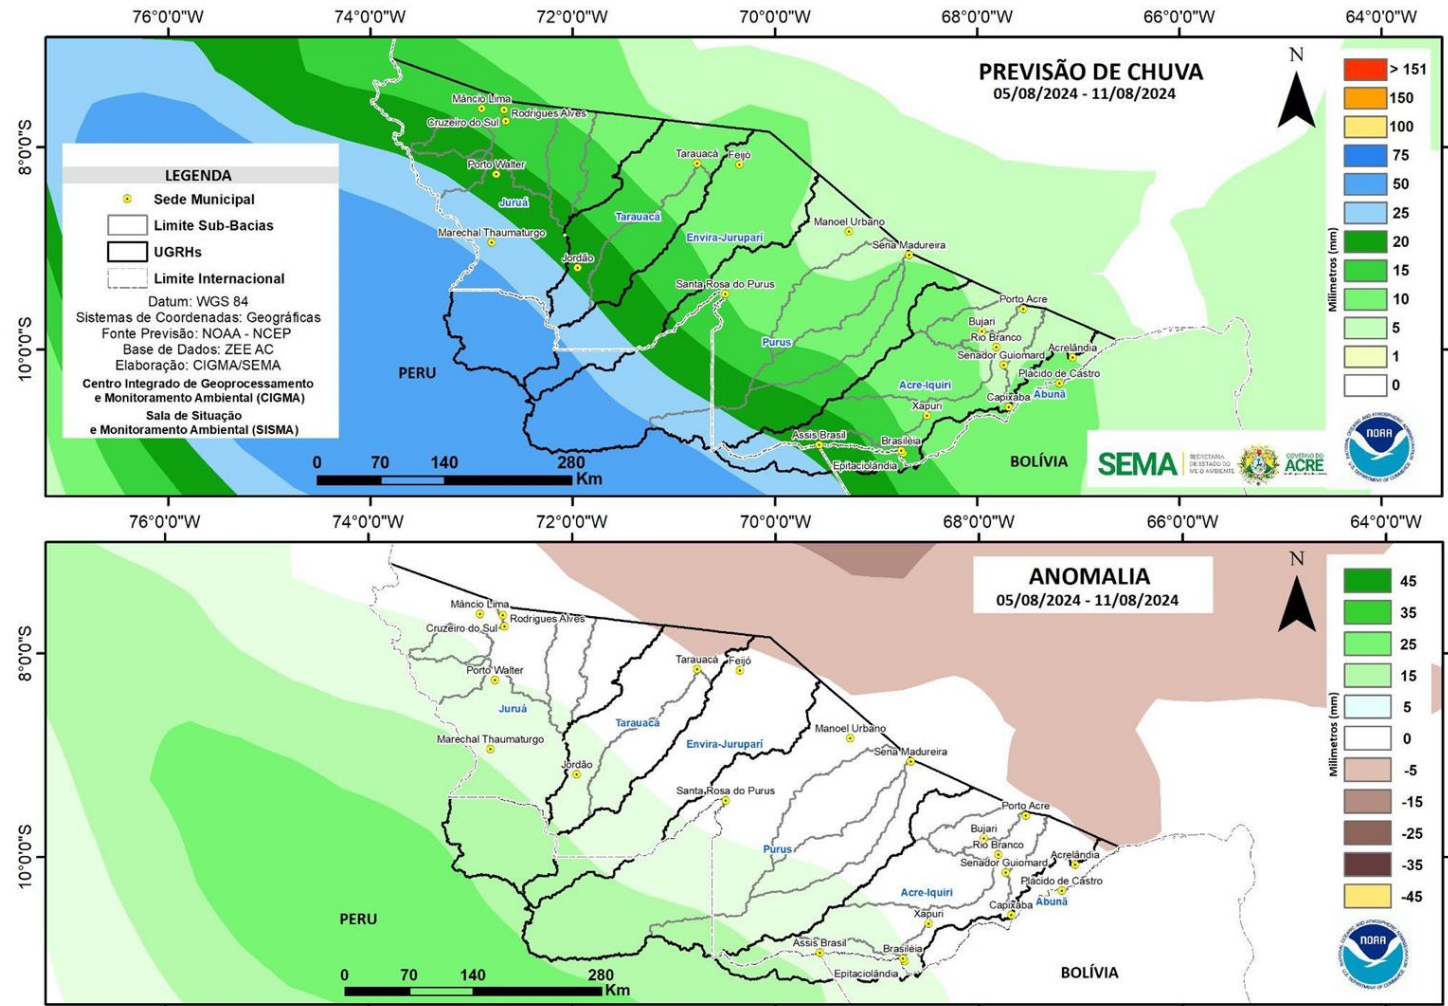 76°0'0"W 74°0'0"W 72°0'0"W 70°0'0"W 68°0'0"W 66°0'0"W 64°0'0"W
PREVISÃO DE CHUVA
05/08/2024 - 11/08/2024
N
8°0'0"S
10°0'0"S
LEGENDA
Sede Municipal
Limite Sub-Bacias
UGRHs
Limite Internacional
Datum: WGS 84
Sistemas de Coordenadas: Geográficas
Fonte Previsão: NOAA - NCEP
Base de Dados: ZEE AC
Elaboração: CIGMA/SEMA
Centro Integrado de Geoprocessamento
e Monitoramento Ambiental (CIGMA)
Sala de Situação
e Monitoramento Ambiental (SISMA)
Mâncio Lima
Rodrigues Alves
Cruzeiro do Sul
Porto Walter
Juruá
Marechal Thaumaturgo
Jordão
Tarauacá
Feijó
Tarauacá
Envira-Jurupari
Manoel Urbano
Sena Madureira
Santa Rosa do Purus
Purus
Porto Acre
Bujari
Rio Branco
Senador Guiomard
Acrelândia
Plácido de Castro
Abunã
Acre-Iquiri
Capixaba
Xapuri
Assis Brasil
Brasiléia
Epitaciolândia
PERU
BOLÍVIA
0 70 140 280
Km
Milimetros (mm)
> 151
150
100
75
50
25
20
15
10
5
1
0
SEMA
SECRETARIA
DE ESTADO DO
MEIO AMBIENTE
GOVERNO DO
ACRE
NOAA
76°0'0"W 74°0'0"W 72°0'0"W 70°0'0"W 68°0'0"W 66°0'0"W 64°0'0"W
ANOMALIA
05/08/2024 - 11/08/2024
N
8°0'0"S
10°0'0"S
Mâncio Lima
Rodrigues Alves
Cruzeiro do Sul
Porto Walter
Juruá
Marechal Thaumaturgo
Jordão
Tarauacá
Feijó
Tarauacá
Envira-Jurupari
Manoel Urbano
Sena Madureira
Santa Rosa do Purus
Purus
Porto Acre
Bujari
Rio Branco
Senador Guiomard
Acrelândia
Plácido de Castro
Abunã
Acre-Iquiri
Capixaba
Xapuri
Assis Brasil
Brasiléia
Epitaciolândia
PERU
BOLÍVIA
0 70 140 280
Km
Milimetros (mm)
45
35
25
15
5
0
-5
-15
-25
-35
-45
NOAA